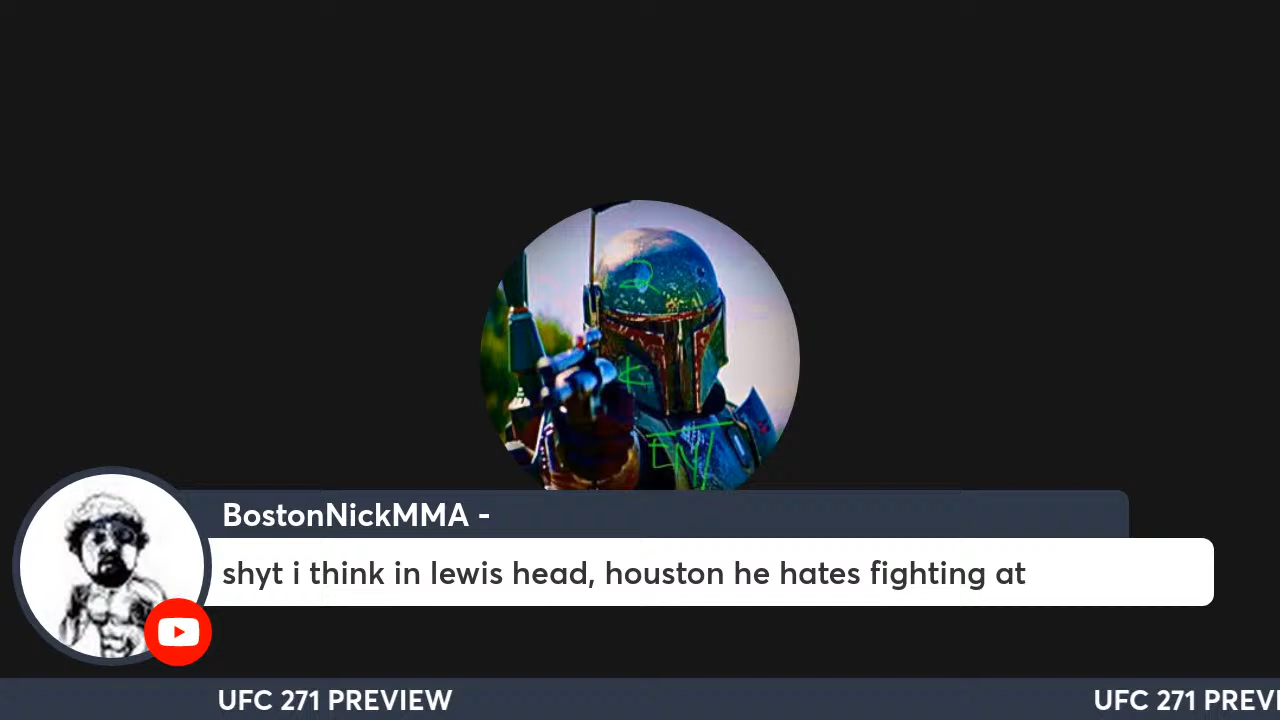 BostonNickMMA -
shyt i think in lewis head, houston he hates fighting at
UFC 271 PREVIEW
UFC 271 PREVI